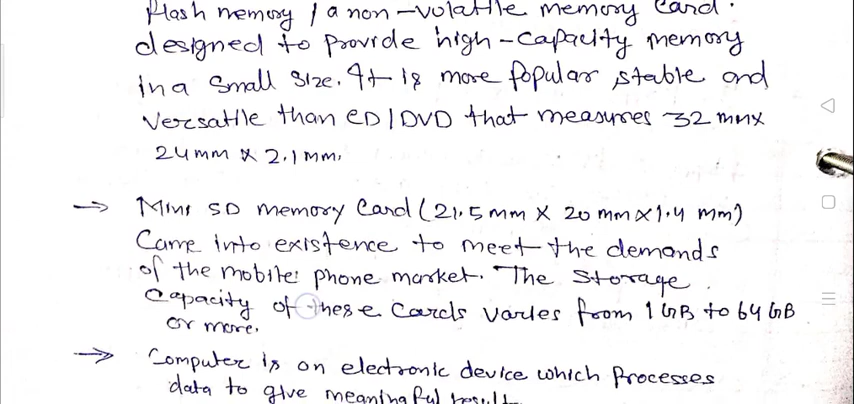 flash memory / a non-volatile memory card.
designed to provide high-capacity memory
in a small size. It is more popular stable and
versatile than CD/DVD that measures 32 mm x
24mm x 2.1mm.
→ Mini SD memory card (21.5 mm x 20 mm x 1.4 mm)
came into existence to meet the demands
of the mobile phone market. The storage
capacity of these cards varies from 1 GB to 64 GB
or more.
→ Computer is an electronic device which processes
data to give meaningful result